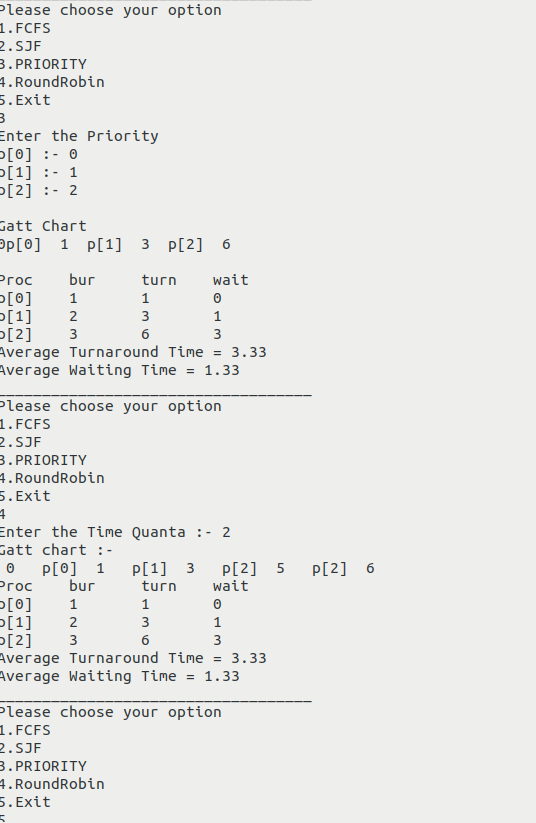 Please choose your option
1.FCFS
2.SJF
3.PRIORITY
4.RoundRobin
5.Exit
3
Enter the Priority
p[0] :- 0
p[1] :- 1
p[2] :- 2
Gatt Chart
0p[0]  1  p[1]  3  p[2]  6
Proc    bur     turn    wait
p[0]    1       1       0
p[1]    2       3       1
p[2]    3       6       3
Average Turnaround Time = 3.33
Average Waiting Time = 1.33
___________________________________
Please choose your option
1.FCFS
2.SJF
3.PRIORITY
4.RoundRobin
5.Exit
4
Enter the Time Quanta :- 2
Gatt chart :-
0   p[0]  1   p[1]  3   p[2]  5   p[2]  6
Proc    bur     turn    wait
p[0]    1       1       0
p[1]    2       3       1
p[2]    3       6       3
Average Turnaround Time = 3.33
Average Waiting Time = 1.33
___________________________________
Please choose your option
1.FCFS
2.SJF
3.PRIORITY
4.RoundRobin
5.Exit
5